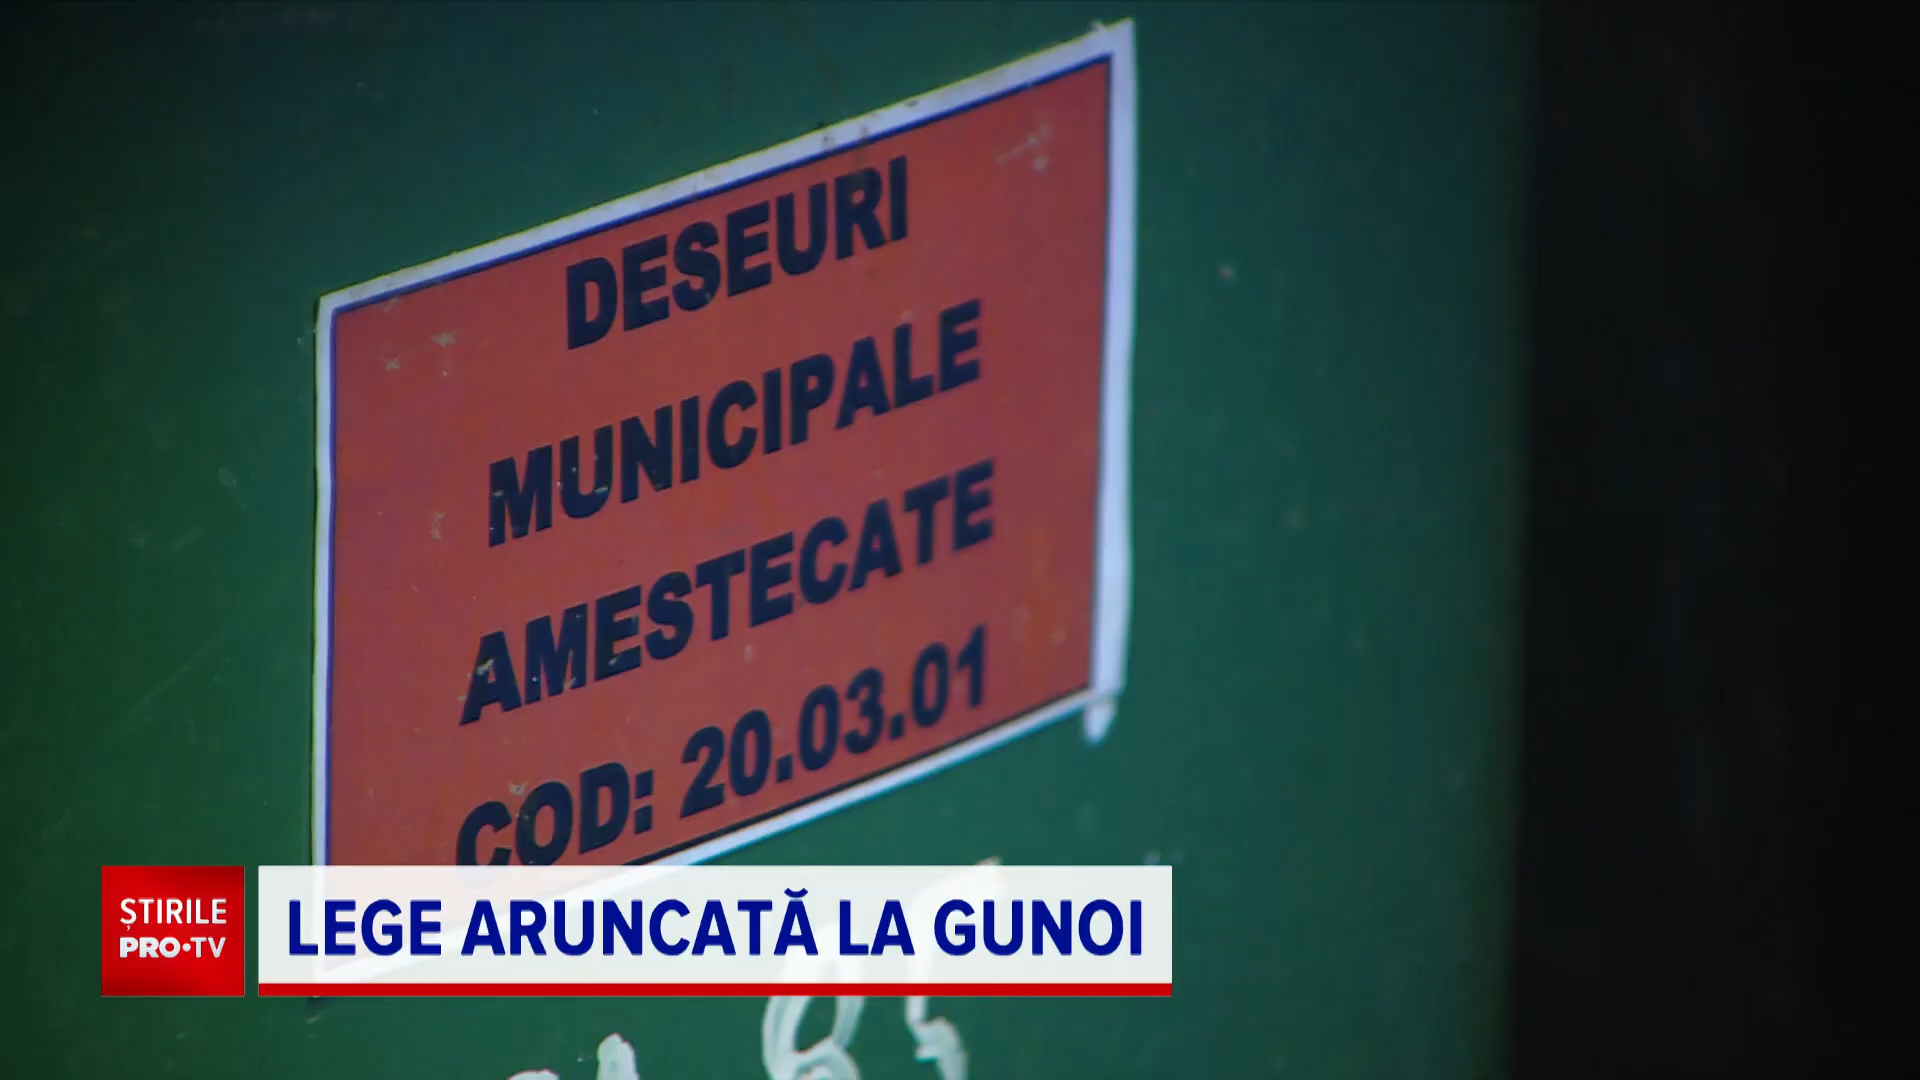 DESEURI
MUNICIPALE
AMESTECATE
COD: 20.03.01
ȘTIRILE
PRO•TV
LEGE ARUNCATĂ LA GUNOI